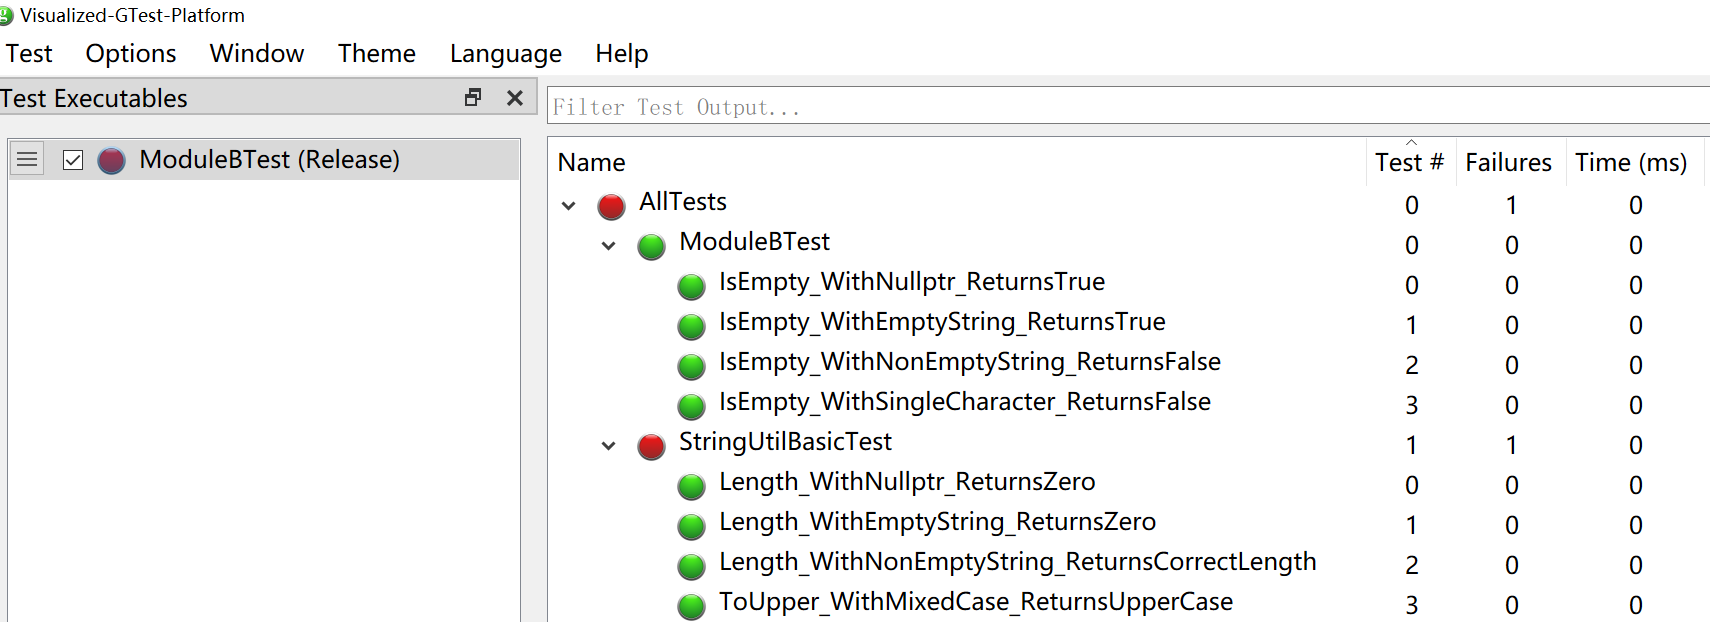 Visualized-GTest-Platform
Test Options Window Theme Language Help
Test Executables
Filter Test Output...
ModuleBTest (Release)
Name Test # Failures Time (ms)
AllTests 0 1 0
ModuleBTest 0 0 0
IsEmpty_WithNullptr_ReturnsTrue 0 0 0
IsEmpty_WithEmptyString_ReturnsTrue 1 0 0
IsEmpty_WithNonEmptyString_ReturnsFalse 2 0 0
IsEmpty_WithSingleCharacter_ReturnsFalse 3 0 0
StringUtilBasicTest 1 1 0
Length_WithNullptr_ReturnsZero 0 0 0
Length_WithEmptyString_ReturnsZero 1 0 0
Length_WithNonEmptyString_ReturnsCorrectLength 2 0 0
ToUpper_WithMixedCase_ReturnsUpperCase 3 0 0